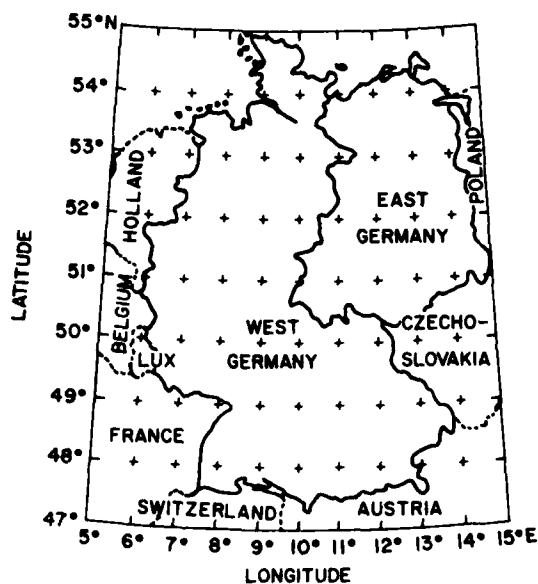 55°N
54°
53°
52°
51°
50°
49°
48°
47°
LATITUDE
HOLLAND
BELGIUM
LUX
FRANCE
SWITZERLAND
AUSTRIA
WEST
GERMANY
EAST
GERMANY
POLAND
CZECHO-
SLOVAKIA
5° 6° 7° 8° 9° 10° 11° 12° 13° 14° 15°E
LONGITUDE